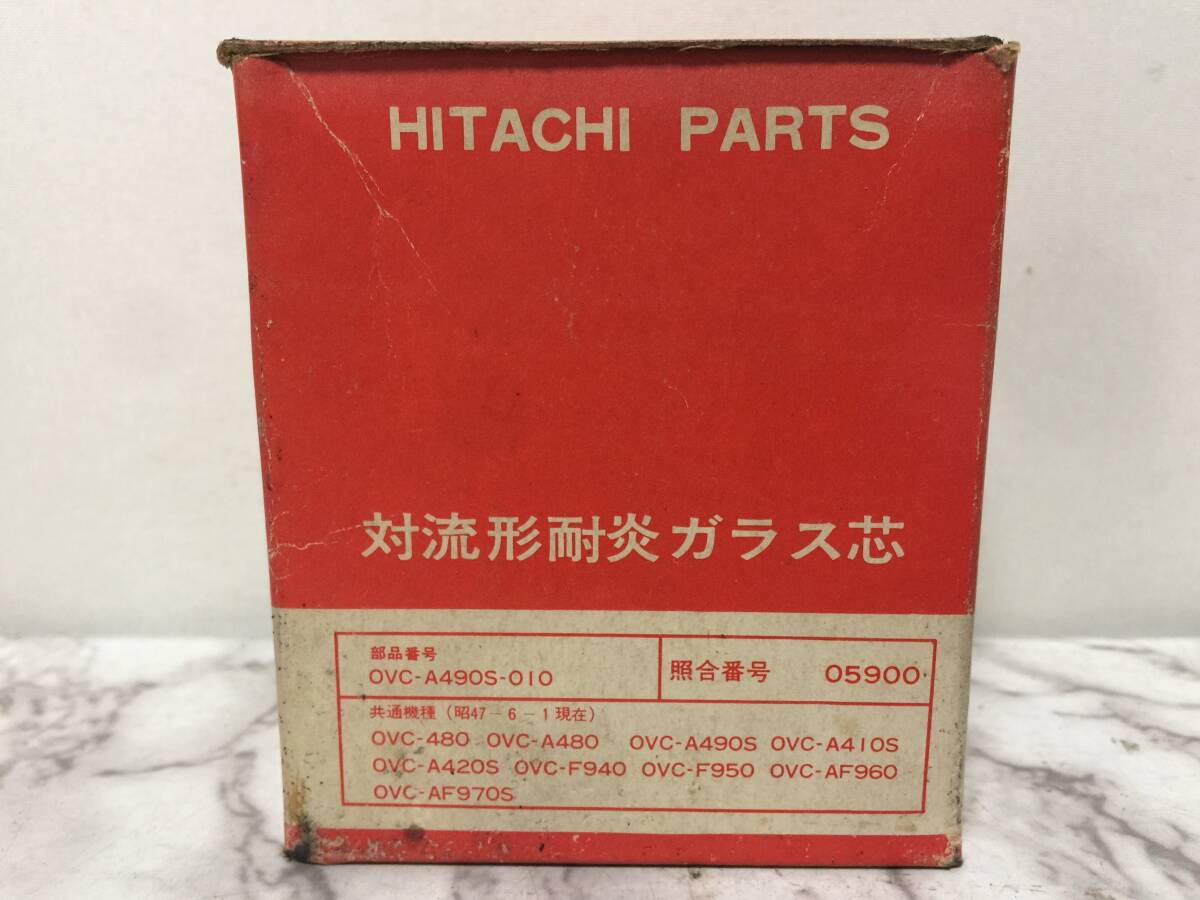 HITACHI PARTS
対流形耐炎ガラス芯
部品番号
OVC-A490S-010
照合番号 05900
共通機種(昭47-6-1現在)
OVC-480 OVC-A480 OVC-A490S OVC-A410S
OVC-A420S OVC-F940 OVC-F950 OVC-AF960
OVC-AF970S